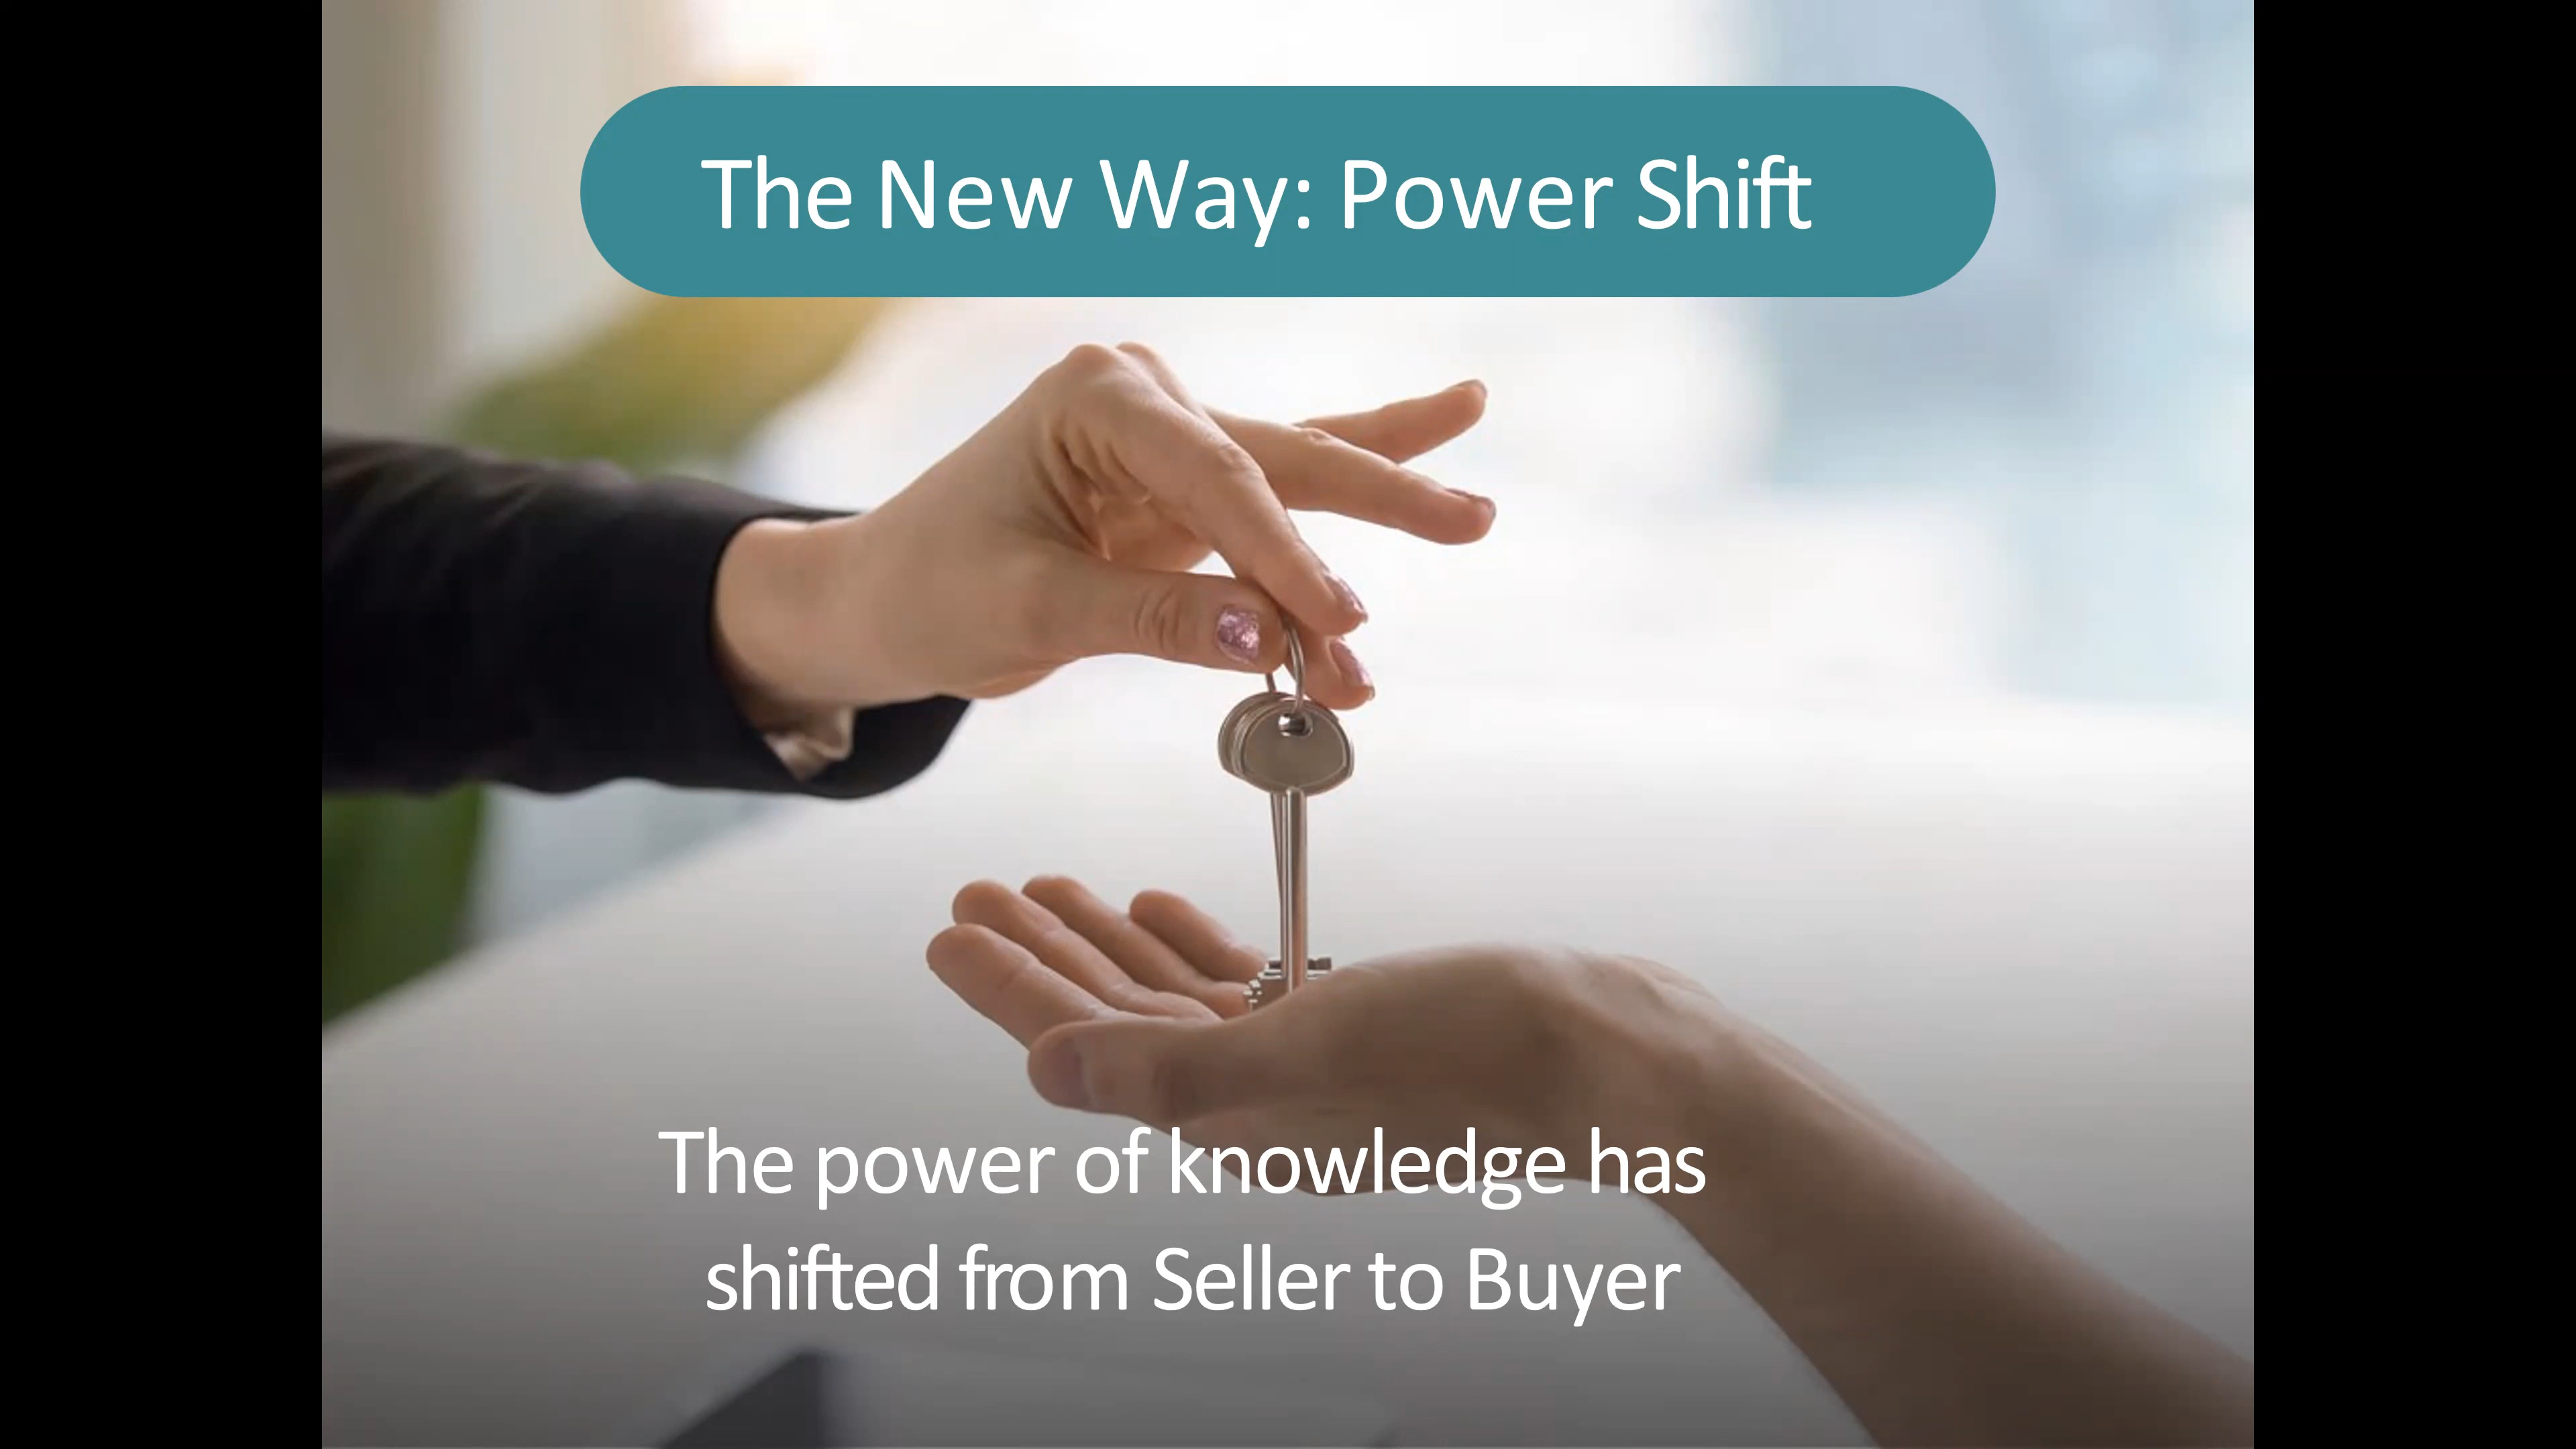 The New Way: Power Shift
The power of knowledge has
shifted from Seller to Buyer